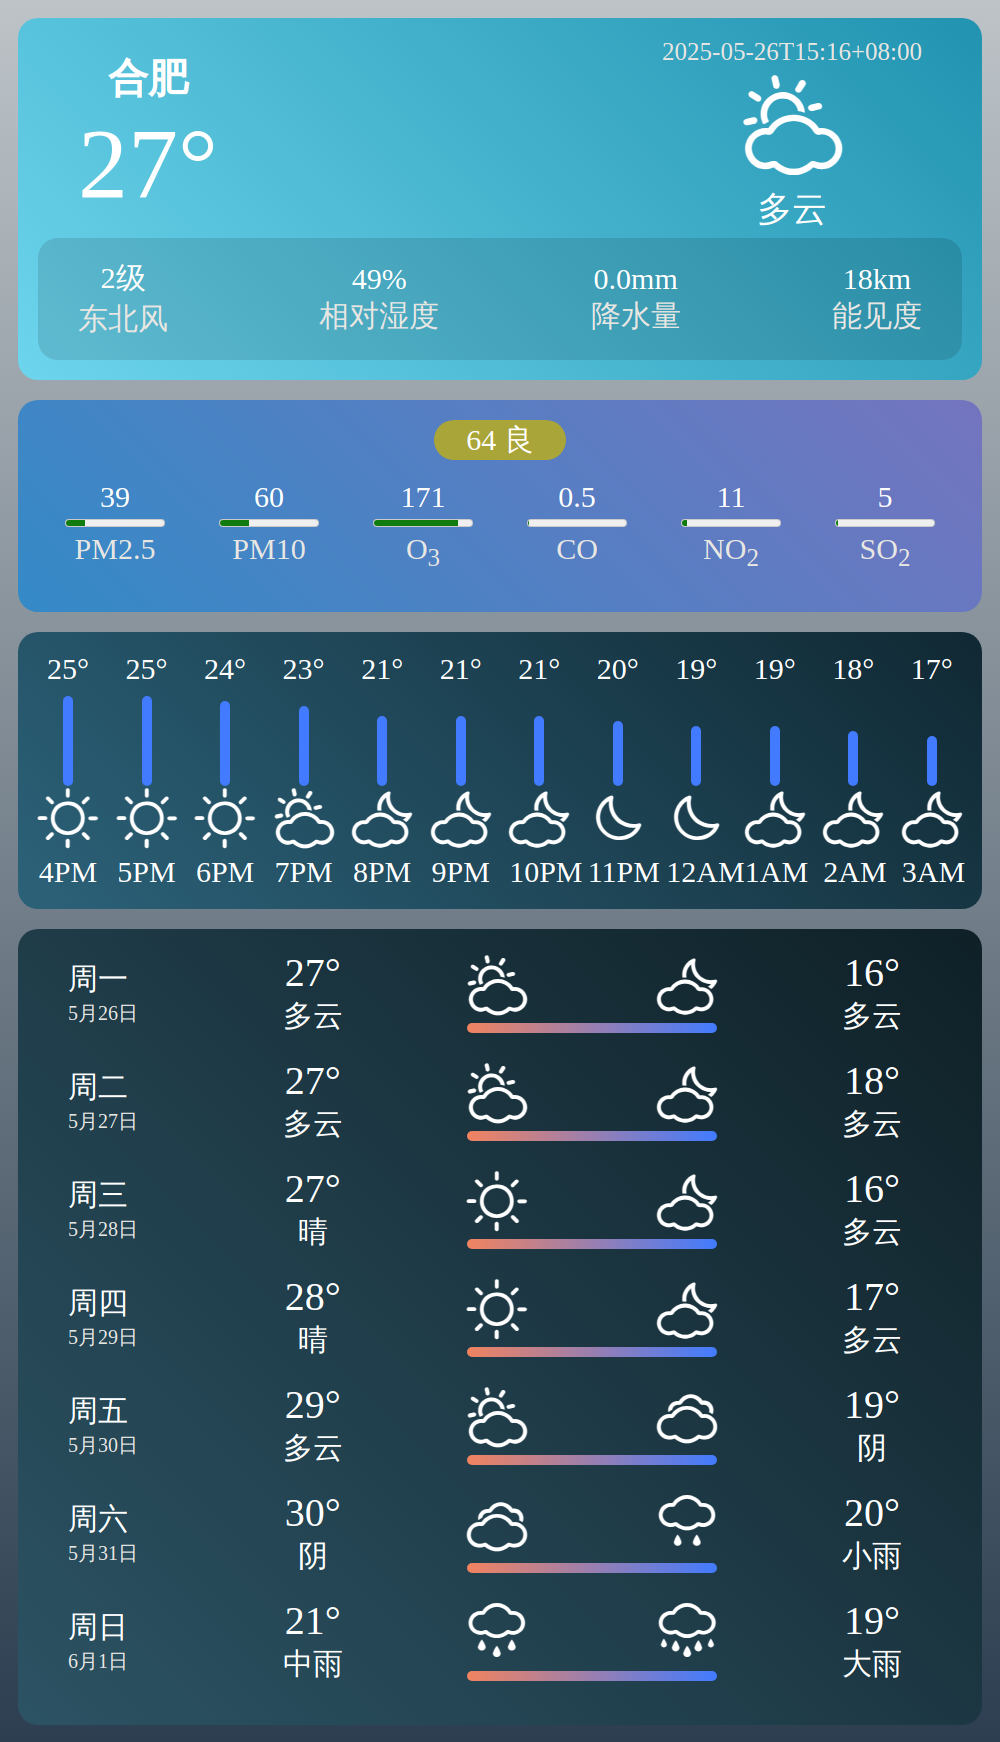 合肥
27°
2025-05-26T15:16+08:00
多云
2级 49% 0.0mm 18km
东北风 相对湿度 降水量 能见度
64 良
39 60 171 0.5 11 5
PM2.5 PM10 O3 CO NO2 SO2
25° 25° 24° 23° 21° 21° 21° 20° 19° 19° 18° 17°
4PM 5PM 6PM 7PM 8PM 9PM 10PM 11PM 12AM 1AM 2AM 3AM
周一 27° 16°
5月26日 多云 多云
周二 27° 18°
5月27日 多云 多云
周三 27° 16°
5月28日 晴 多云
周四 28° 17°
5月29日 晴 多云
周五 29° 19°
5月30日 多云 阴
周六 30° 20°
5月31日 阴 小雨
周日 21° 19°
6月1日 中雨 大雨